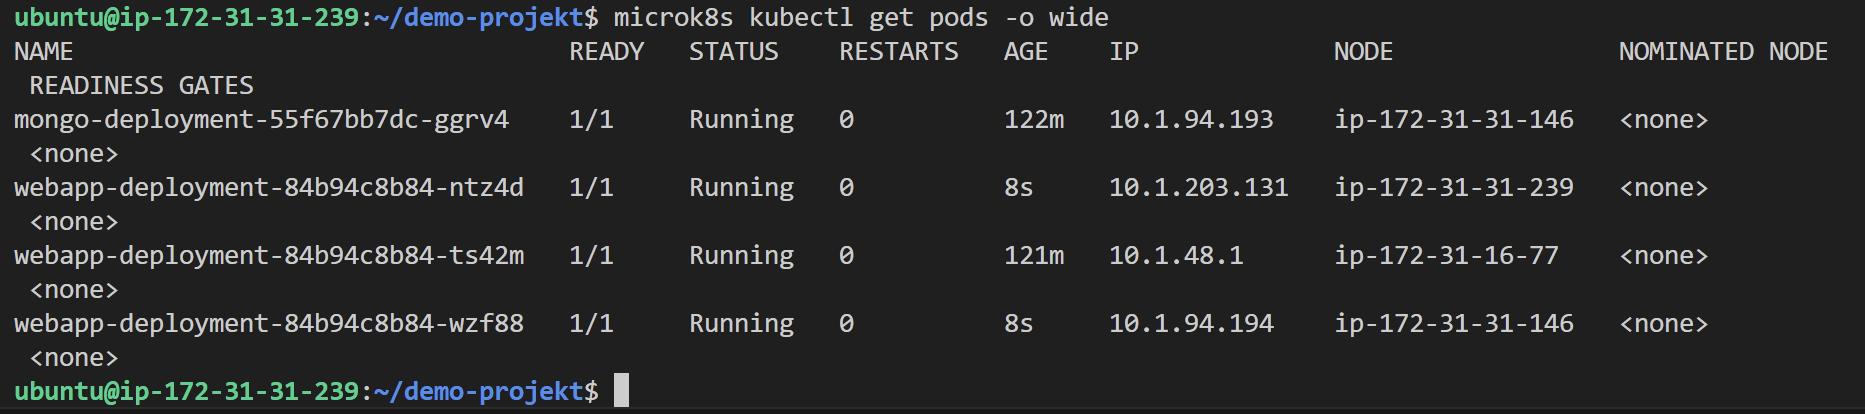 ubuntu@ip-172-31-31-239:~/demo-projekt$ microk8s kubectl get pods -o wide
NAME                                 READY   STATUS    RESTARTS   AGE    IP             NODE               NOMINATED NODE
 READINESS GATES
mongo-deployment-55f67bb7dc-ggrv4    1/1     Running   0          122m   10.1.94.193    ip-172-31-31-146   <none>
 <none>
webapp-deployment-84b94c8b84-ntz4d   1/1     Running   0          8s     10.1.203.131   ip-172-31-31-239   <none>
 <none>
webapp-deployment-84b94c8b84-ts42m   1/1     Running   0          121m   10.1.48.1      ip-172-31-16-77    <none>
 <none>
webapp-deployment-84b94c8b84-wzf88   1/1     Running   0          8s     10.1.94.194    ip-172-31-31-146   <none>
 <none>
ubuntu@ip-172-31-31-239:~/demo-projekt$